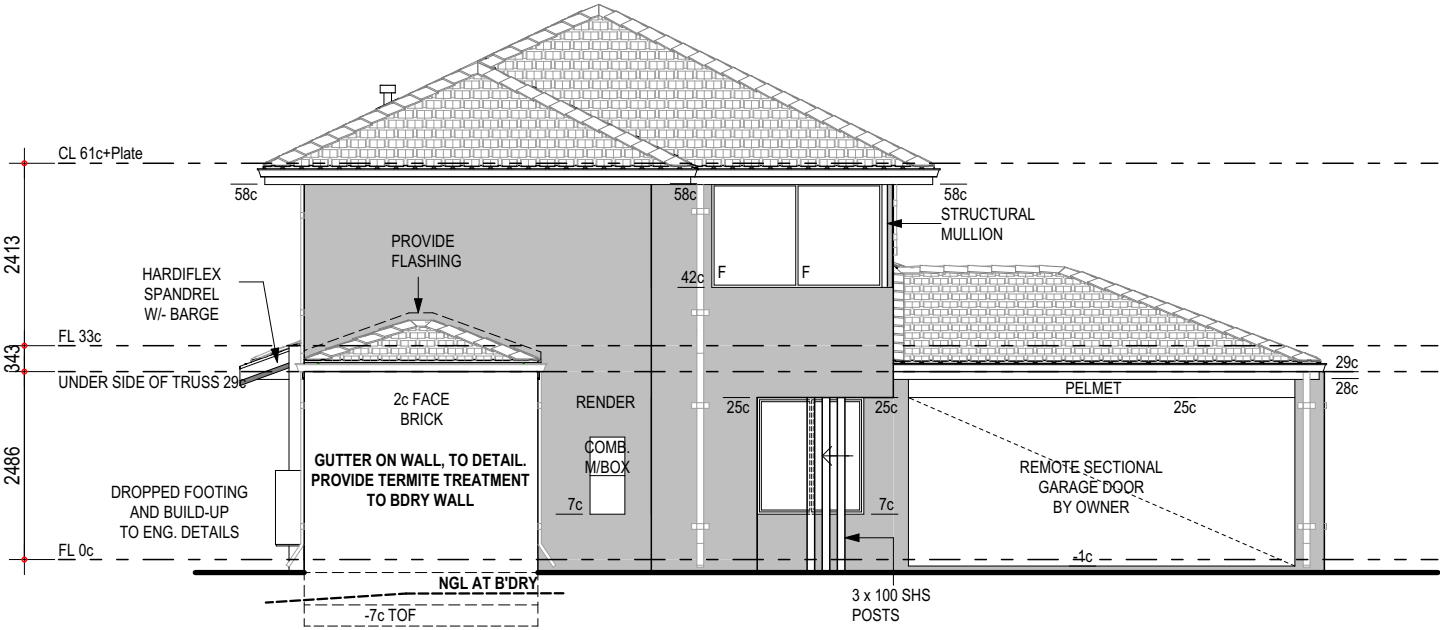 CL 61c+Plate
58c
58c
58c
STRUCTURAL
MULLION
2413
PROVIDE
FLASHING
HARDIFLEX
SPANDREL
W/- BARGE
42c
F
F
FL 33c
343
UNDER SIDE OF TRUSS 29c
29c
28c
PELMET
2c FACE
BRICK
RENDER
25c
25c
25c
2486
GUTTER ON WALL, TO DETAIL.
PROVIDE TERMITE TREATMENT
TO BDRY WALL
COMB.
M/BOX
REMOTE SECTIONAL
GARAGE DOOR
BY OWNER
DROPPED FOOTING
AND BUILD-UP
TO ENG. DETAILS
7c
7c
FL 0c
-1c
NGL AT B'DRY
-7c TOF
3 x 100 SHS
POSTS